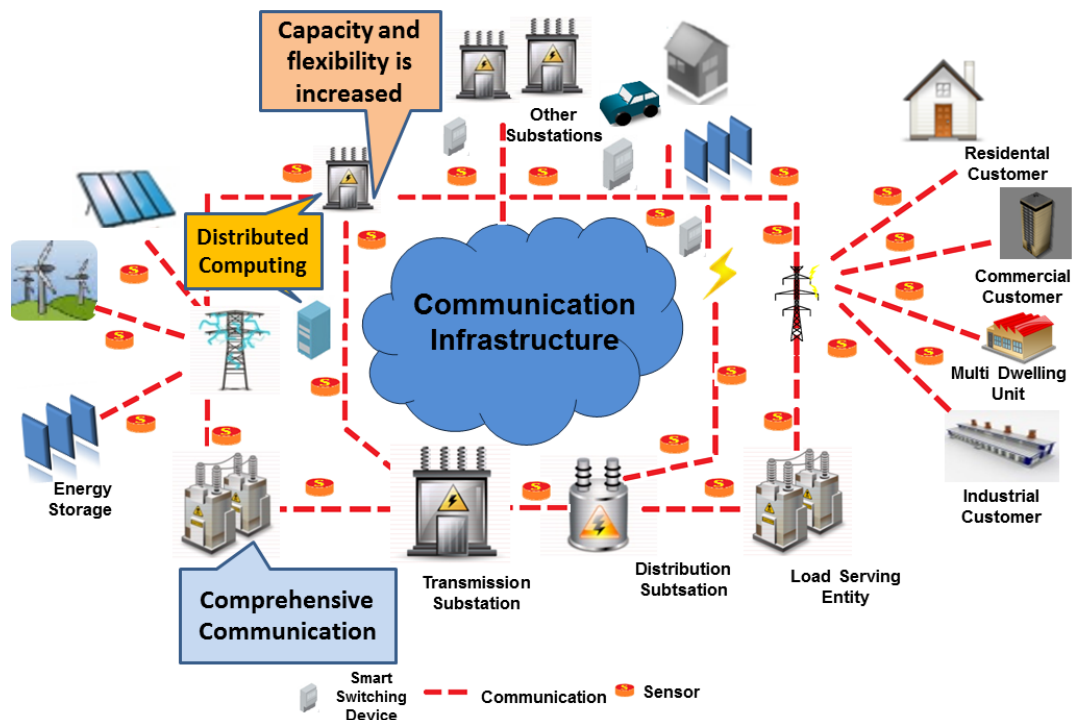 Capacity and
flexibility is
increased
Other
Substations
Residental
Customer
Distributed
Computing
Commercial
Customer
Communication
Infrastructure
Multi Dwelling
Unit
Energy
Storage
Industrial
Customer
Transmission
Substation
Distribution
Subtsation
Load Serving
Entity
Comprehensive
Communication
Smart
Switching
Device
Communication
Sensor
S